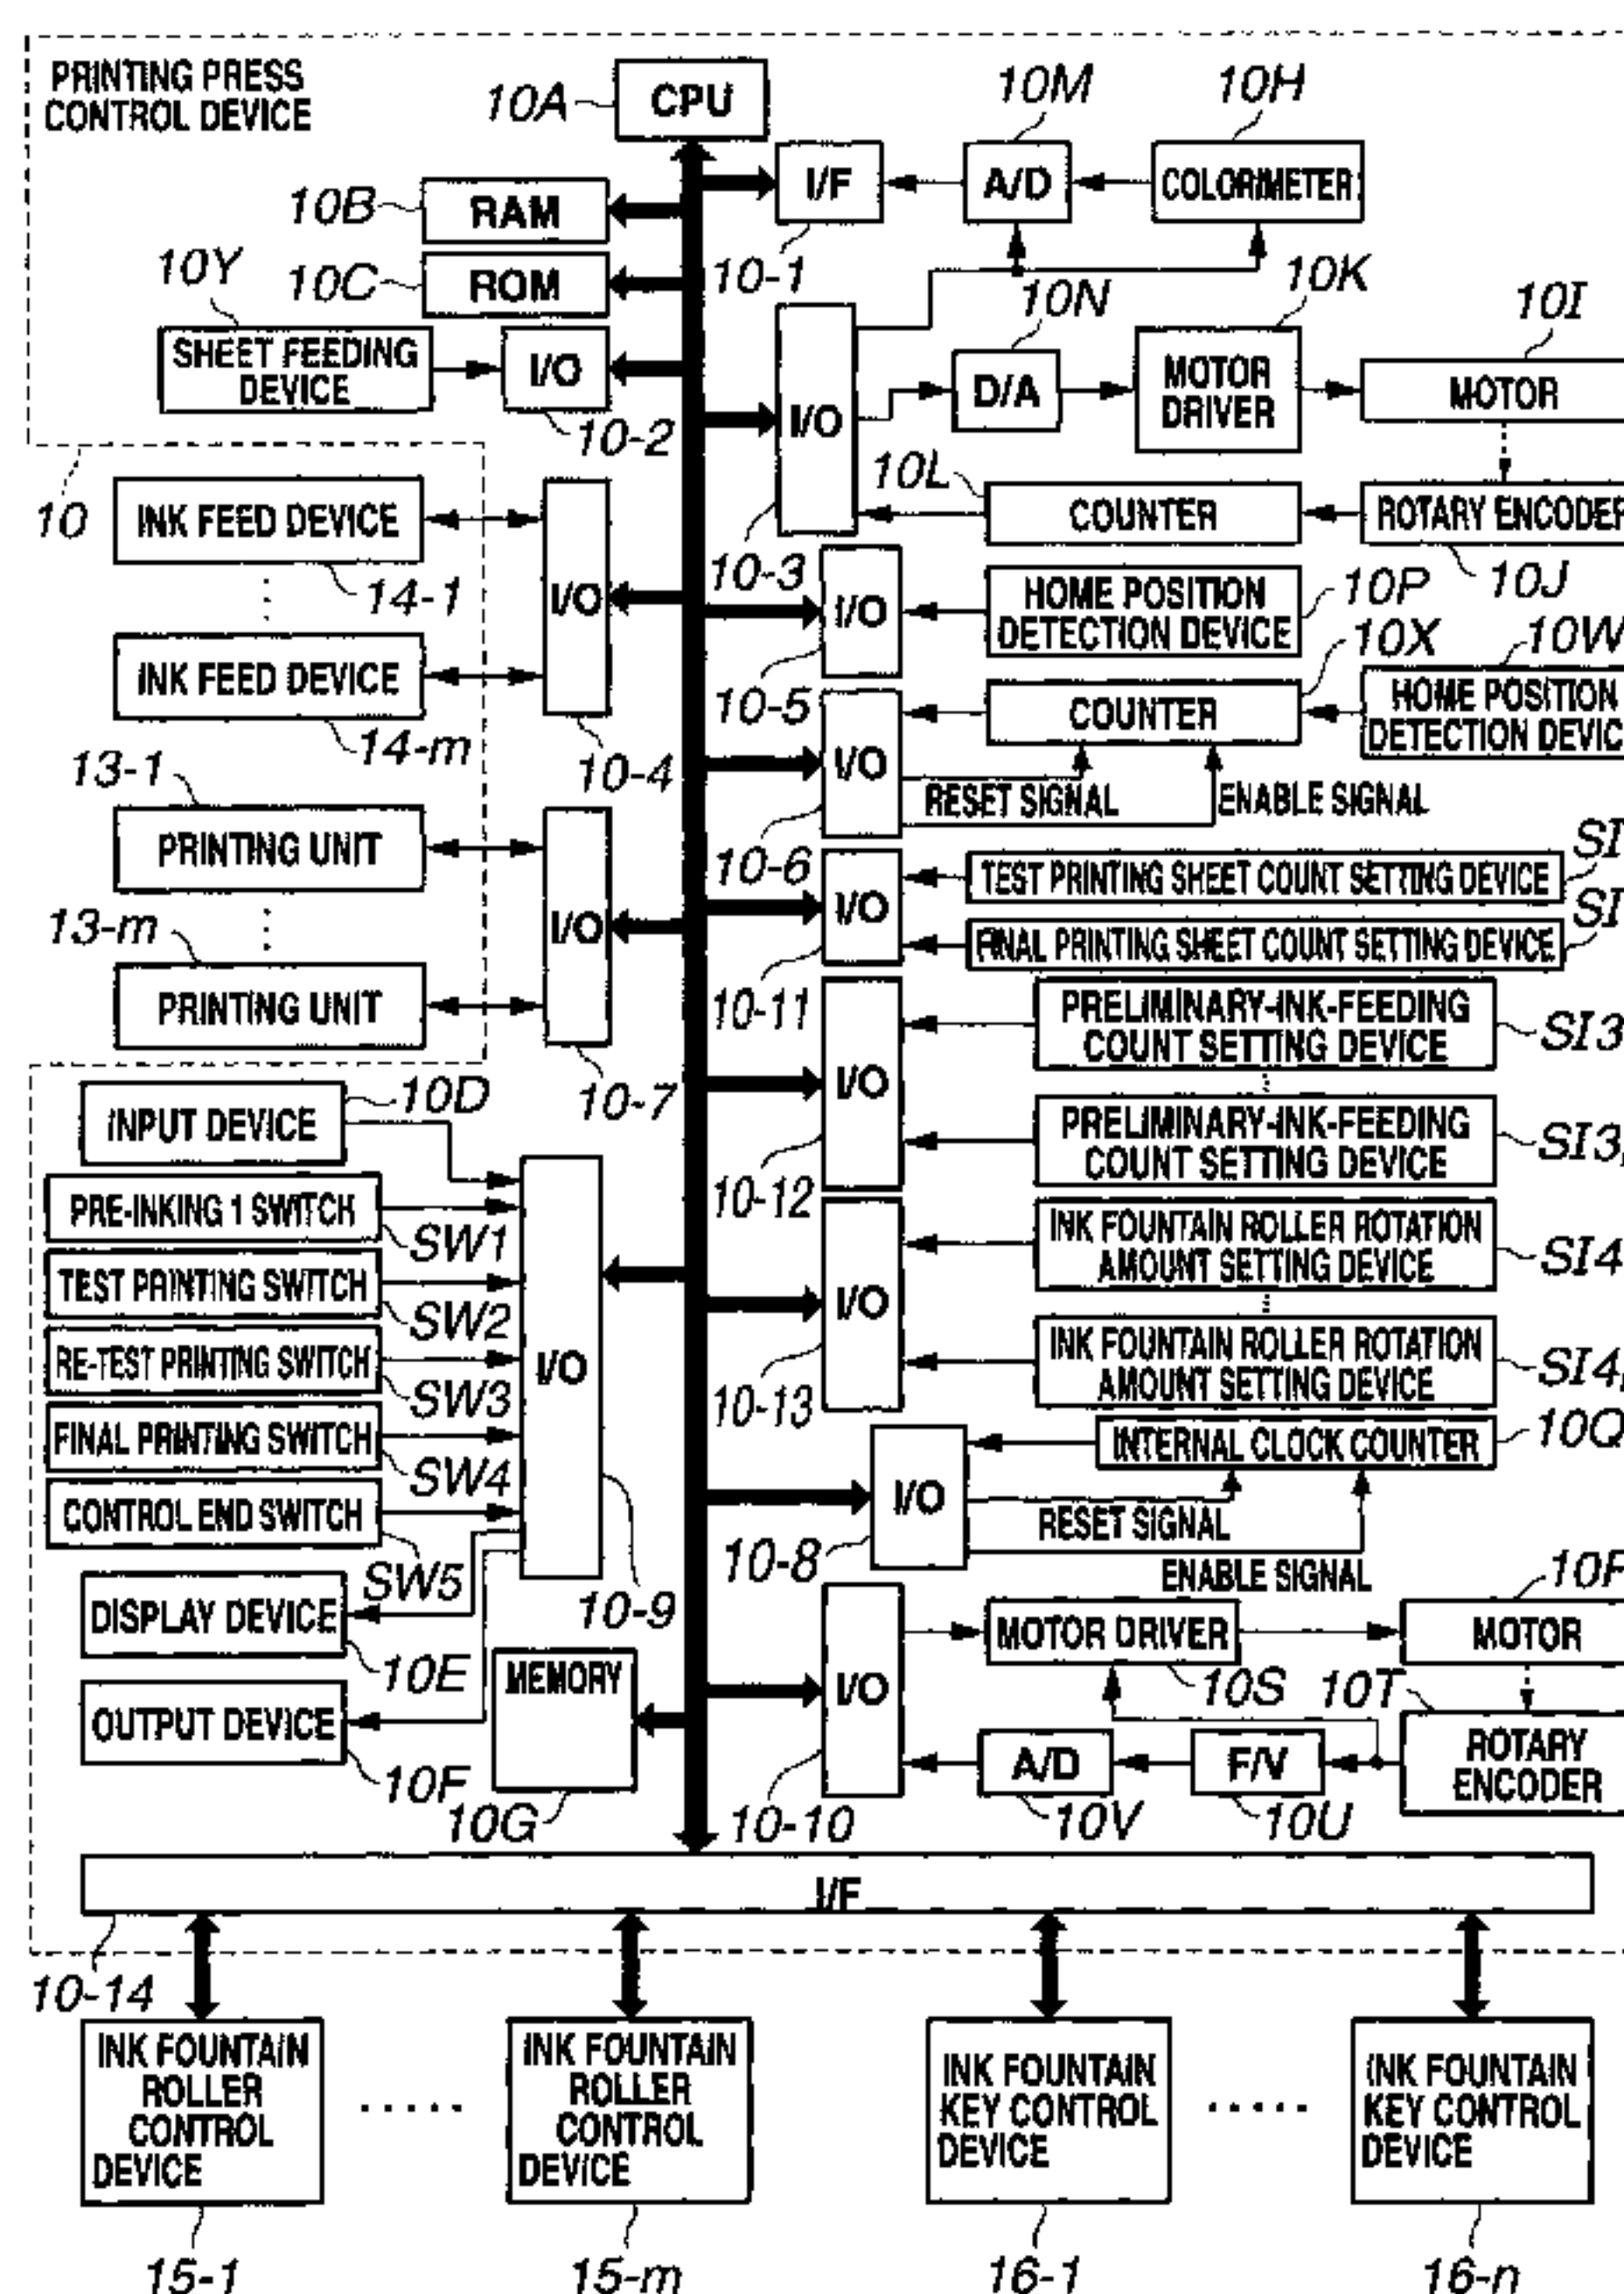 PRINTING PRESS
CONTROL DEVICE
10A
CPU
10M
10H
I/F
A/D
COLORIMETER
10B
RAM
10-1
10Y
10C
ROM
10N
10K
10I
SHEET FEEDING
DEVICE
I/O
10-2
I/O
D/A
MOTOR
DRIVER
MOTOR
10
10L
COUNTER
ROTARY ENCODER
10-3
10J
INK FEED DEVICE
14-1
I/O
INK FEED DEVICE
14-m
10-4
I/O
HOME POSITION
DETECTION DEVICE
10P
10-5
10X
10W
I/O
COUNTER
HOME POSITION
DETECTION DEVIC
RESET SIGNAL
ENABLE SIGNAL
10-6
13-1
PRINTING UNIT
I/O
13-m
PRINTING UNIT
10-7
I/O
TEST PRINTING SHEET COUNT SETTING DEVICE
SI
FINAL PRINTING SHEET COUNT SETTING DEVICE
SI
10-11
I/O
PRELIMINARY-INK-FEEDING
COUNT SETTING DEVICE
SI3
PRELIMINARY-INK-FEEDING
COUNT SETTING DEVICE
SI3
10-12
I/O
INK FOUNTAIN ROLLER ROTATION
AMOUNT SETTING DEVICE
SI4
INK FOUNTAIN ROLLER ROTATION
AMOUNT SETTING DEVICE
SI4
10-13
INPUT DEVICE
10D
PRE-INKING 1 SWITCH
SW1
TEST PRINTING SWITCH
SW2
RE-TEST PRINTING SWITCH
SW3
FINAL PRINTING SWITCH
SW4
CONTROL END SWITCH
SW5
I/O
10-9
DISPLAY DEVICE
10E
OUTPUT DEVICE
10F
MEMORY
10G
I/O
INTERNAL CLOCK COUNTER
10Q
RESET SIGNAL
10-8
ENABLE SIGNAL
I/O
MOTOR DRIVER
10S
MOTOR
10T
ROTARY
ENCODER
A/D
10V
F/V
10U
10-10
I/F
10-14
INK FOUNTAIN
ROLLER
CONTROL
DEVICE
15-1
INK FOUNTAIN
ROLLER
CONTROL
DEVICE
15-m
INK FOUNTAIN
KEY CONTROL
DEVICE
16-1
INK FOUNTAIN
KEY CONTROL
DEVICE
16-n